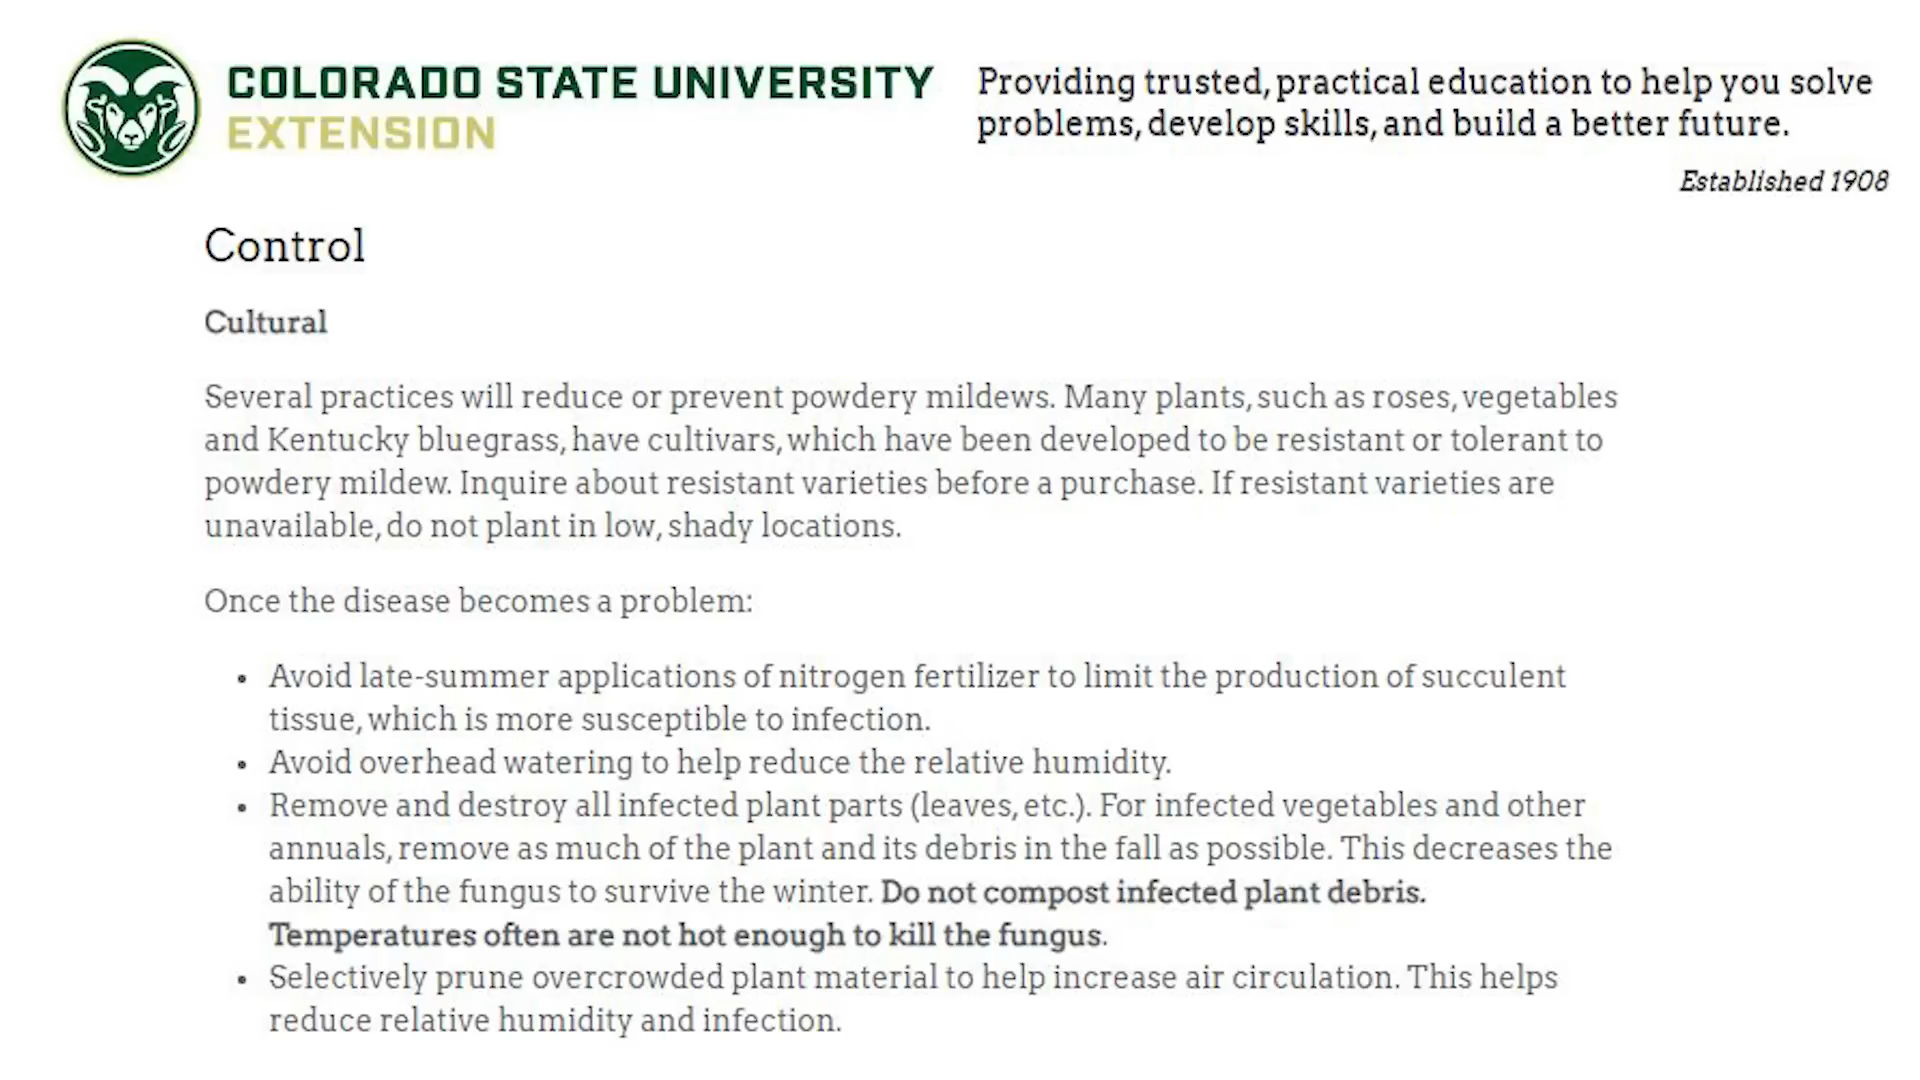 COLORADO STATE UNIVERSITY
EXTENSION
Providing trusted, practical education to help you solve
problems, develop skills, and build a better future.
Established 1908
Control
Cultural
Several practices will reduce or prevent powdery mildews. Many plants, such as roses, vegetables
and Kentucky bluegrass, have cultivars, which have been developed to be resistant or tolerant to
powdery mildew. Inquire about resistant varieties before a purchase. If resistant varieties are
unavailable, do not plant in low, shady locations.
Once the disease becomes a problem:
• Avoid late-summer applications of nitrogen fertilizer to limit the production of succulent
tissue, which is more susceptible to infection.
• Avoid overhead watering to help reduce the relative humidity.
• Remove and destroy all infected plant parts (leaves, etc.). For infected vegetables and other
annuals, remove as much of the plant and its debris in the fall as possible. This decreases the
ability of the fungus to survive the winter. Do not compost infected plant debris.
Temperatures often are not hot enough to kill the fungus.
• Selectively prune overcrowded plant material to help increase air circulation. This helps
reduce relative humidity and infection.